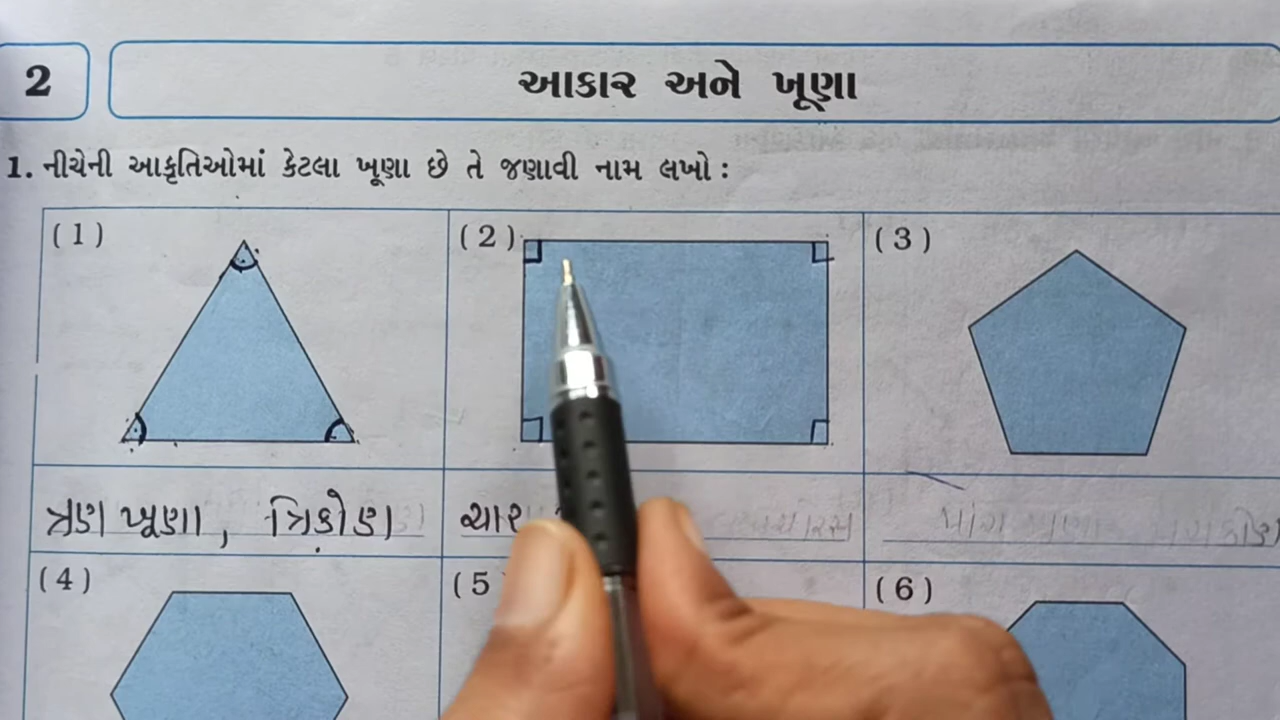 2
આકાર અને ખૂણા
1. નીચેની આકૃતિઓમાં કેટલા ખૂણા છે તે જણાવી નામ લખો :
(1) (2) (3)
ત્રણ ખૂણા, ત્રિકોણ ચાર
(4) (5 (6)